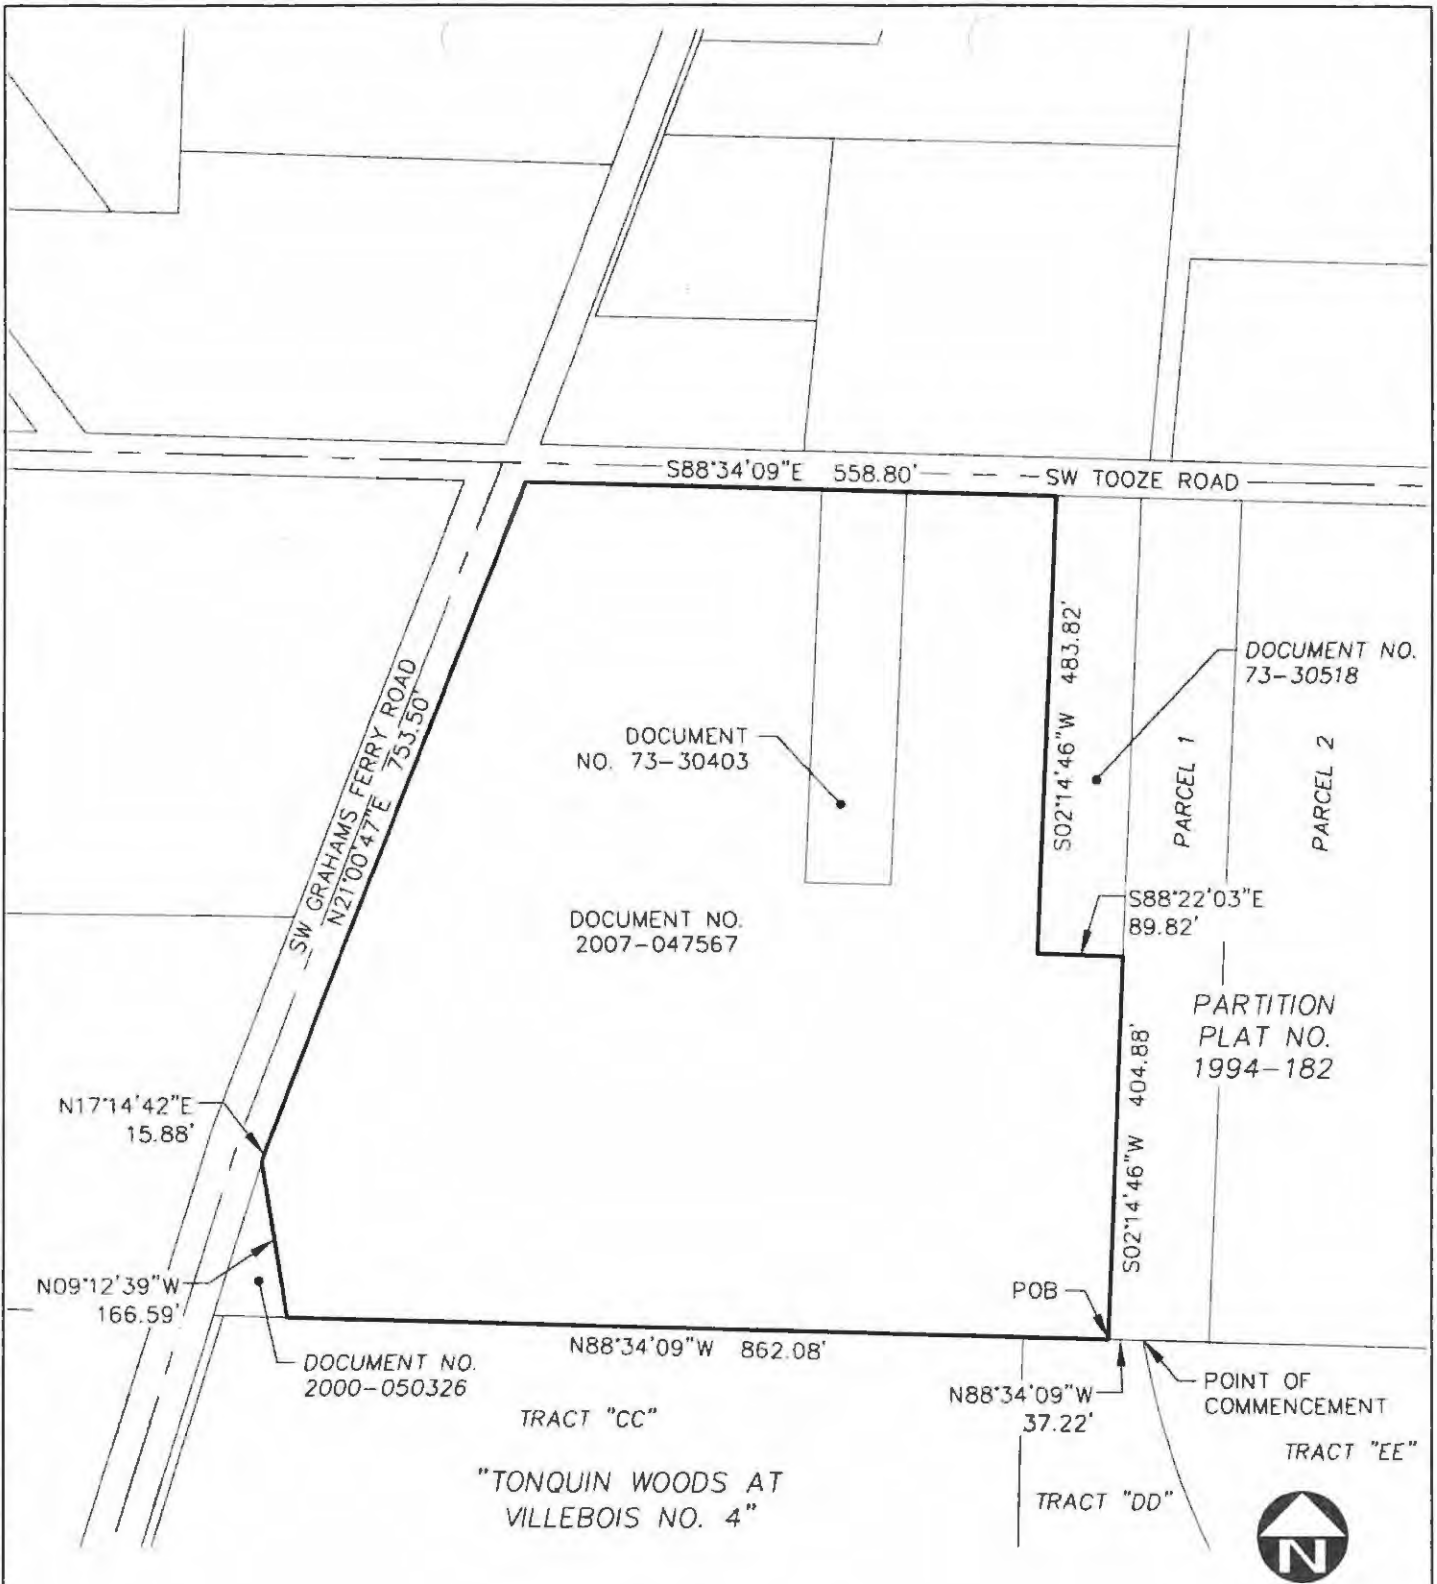 S88°34'09"E 558.80'
SW TOOZE ROAD
SW GRAHAMS FERRY ROAD
N21°00'47"E 753.50'
S02°14'46"W 483.82'
DOCUMENT NO.
73-30518
DOCUMENT
NO. 73-30403
PARCEL 1
PARCEL 2
S88°22'03"E
89.82'
DOCUMENT NO.
2007-047567
PARTITION
PLAT NO.
1994-182
S02°14'46"W 404.88'
N17°14'42"E
15.88'
N09°12'39"W
166.59'
POB
N88°34'09"W 862.08'
DOCUMENT NO.
2000-050326
N88°34'09"W
37.22'
POINT OF
COMMENCEMENT
TRACT "CC"
TRACT "EE"
"TONQUIN WOODS AT
VILLEBOIS NO. 4"
TRACT "DD"
N